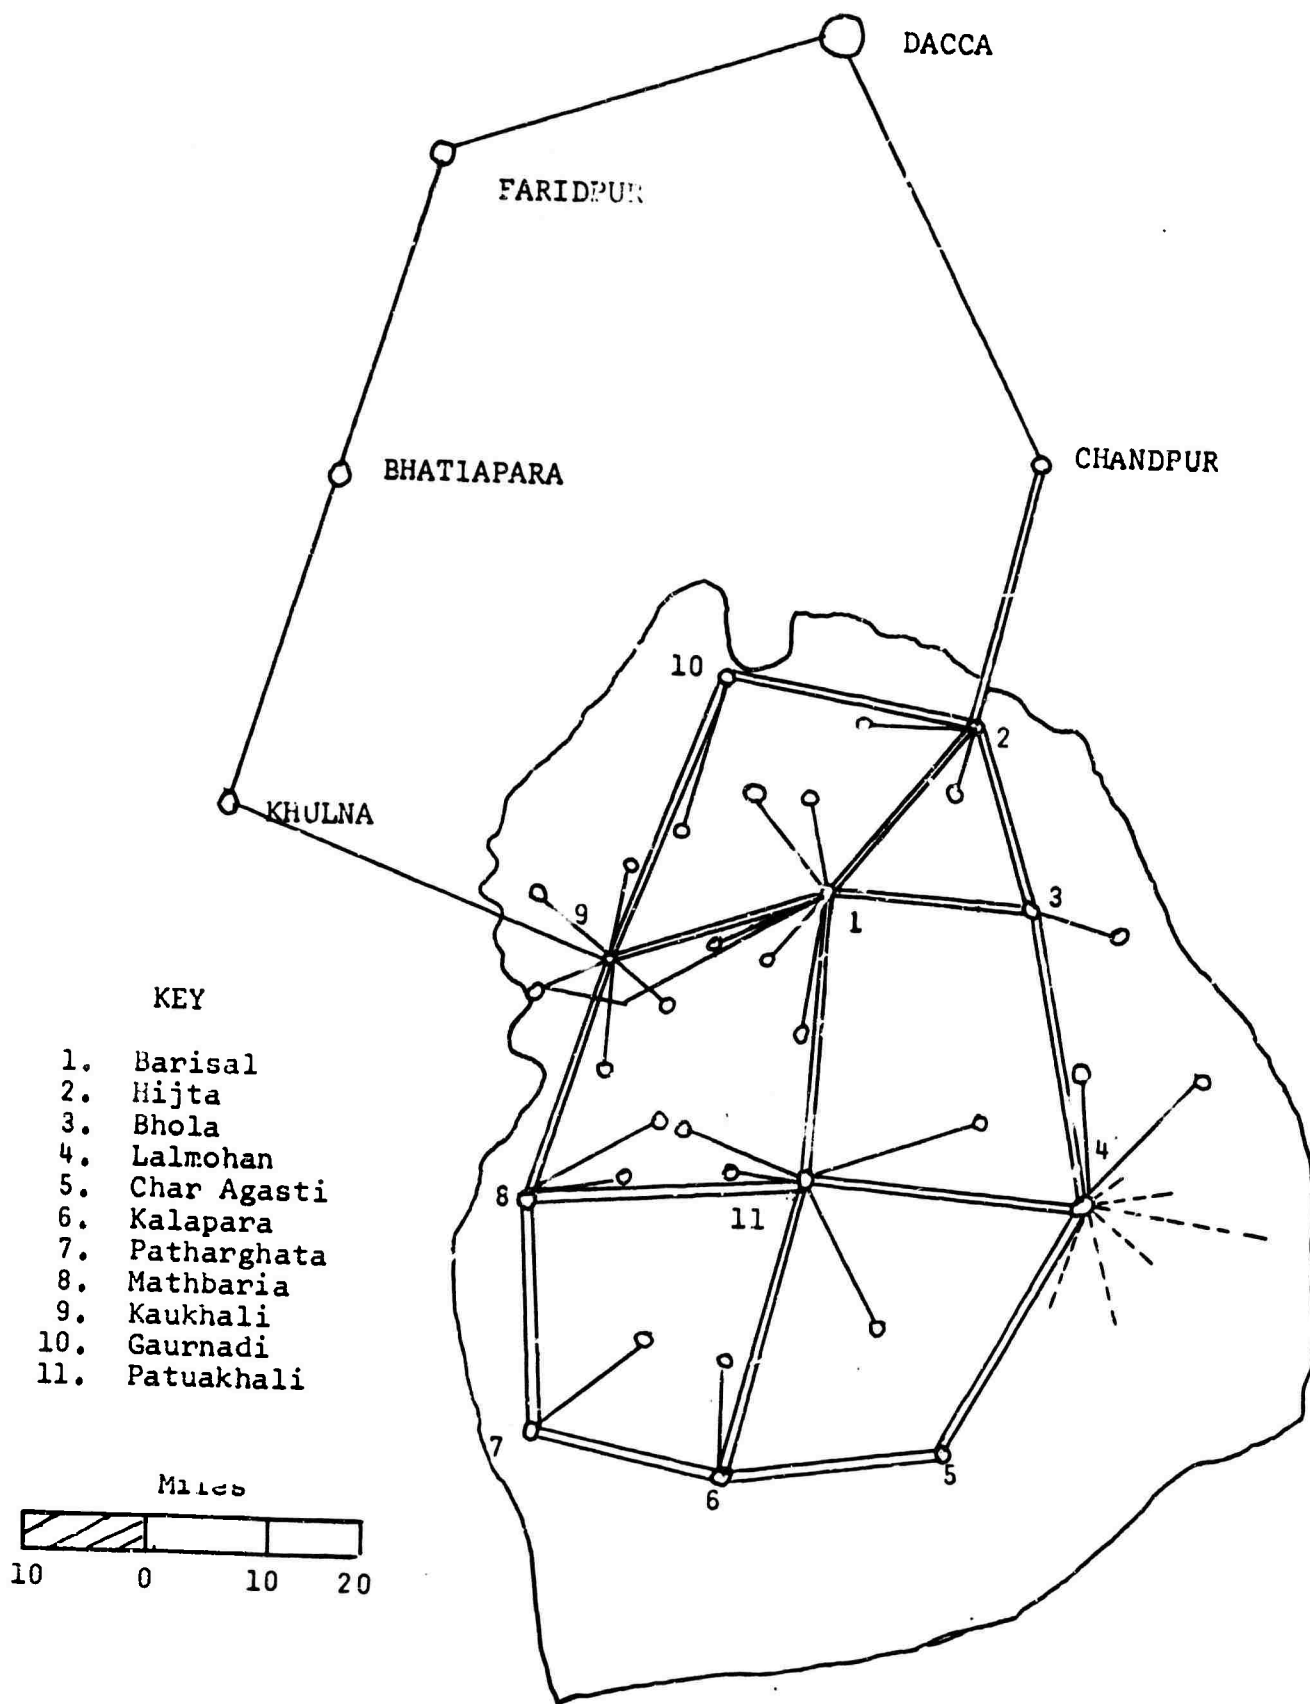 DACCA
FARIDPUR
BHATIAPARA
CHANDPUR
10
2
KHULNA
9
1
3
KEY
1. Barisal
2. Hijta
3. Bhola
4. Lalmohan
5. Char Agasti
6. Kalapara
7. Patharghata
8. Mathbaria
9. Kaukhali
10. Gaurnadi
11. Patuakhali
4
8
11
7
5
6
Miles
10 0 10 20